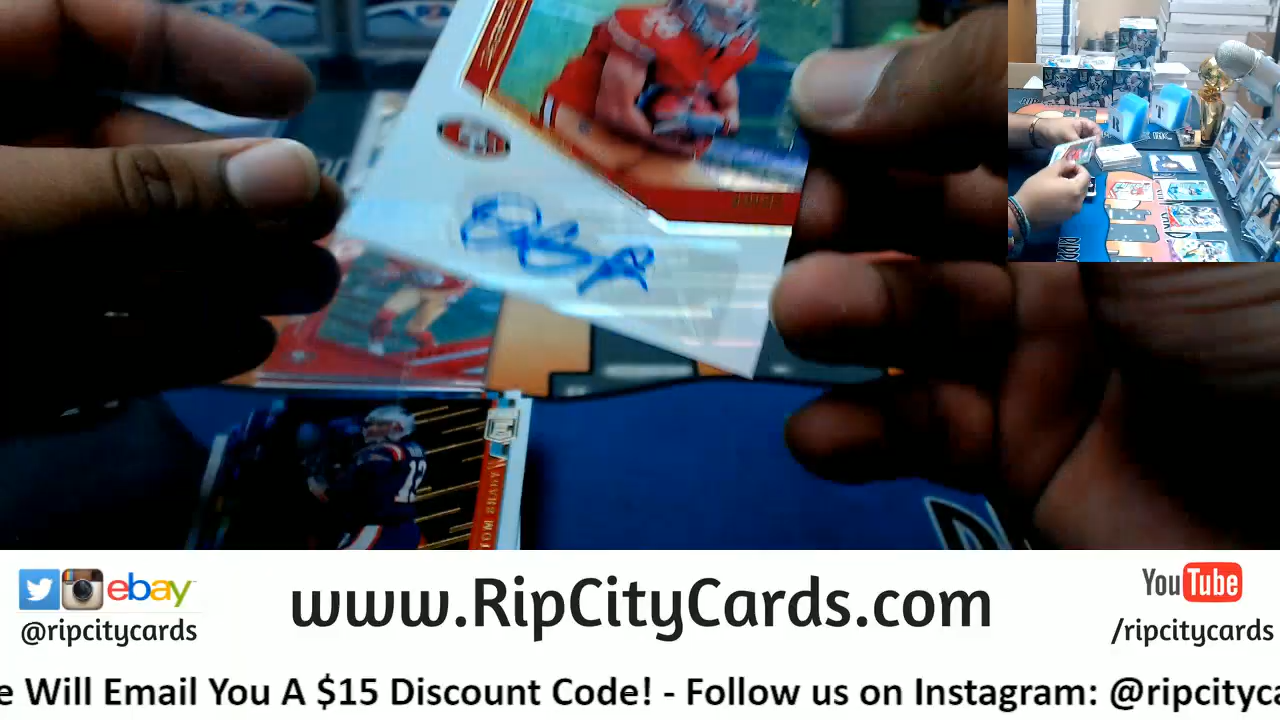 12
TOM BRADY
www.RipCityCards.com
ebay
@ripcitycards
YouTube
/ripcitycards
e Will Email You A $15 Discount Code! - Follow us on Instagram: @ripcityca